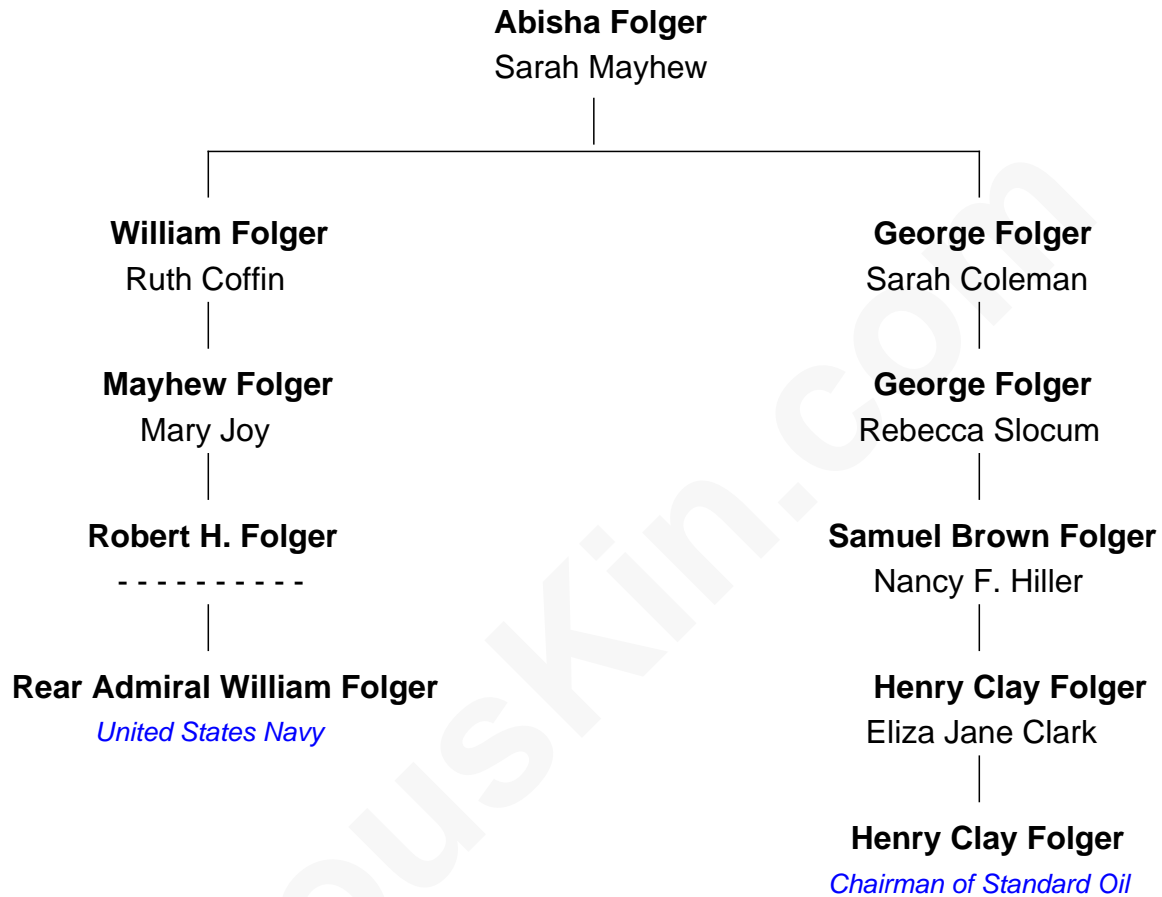 Abisha Folger
Sarah Mayhew
William Folger
Ruth Coffin
George Folger
Sarah Coleman
Mayhew Folger
Mary Joy
George Folger
Rebecca Slocum
Robert H. Folger
- - - - - - - - - -
Samuel Brown Folger
Nancy F. Hiller
Rear Admiral William Folger
United States Navy
Henry Clay Folger
Eliza Jane Clark
Henry Clay Folger
Chairman of Standard Oil
ousKin.com